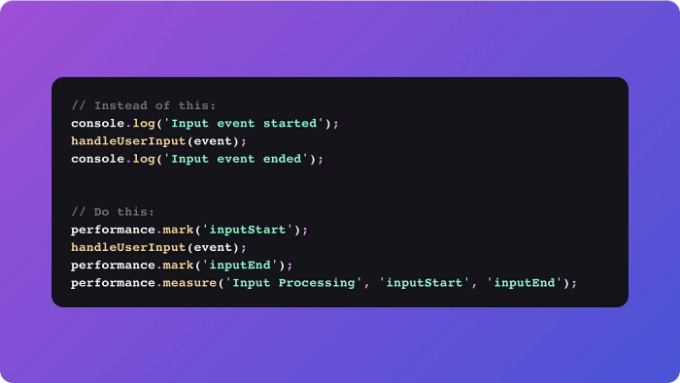 // Instead of this:
console.log('Input event started');
handleUserInput(event);
console.log('Input event ended');
// Do this:
performance.mark('inputStart');
handleUserInput(event);
performance.mark('inputEnd');
performance.measure('Input Processing', 'inputStart', 'inputEnd');